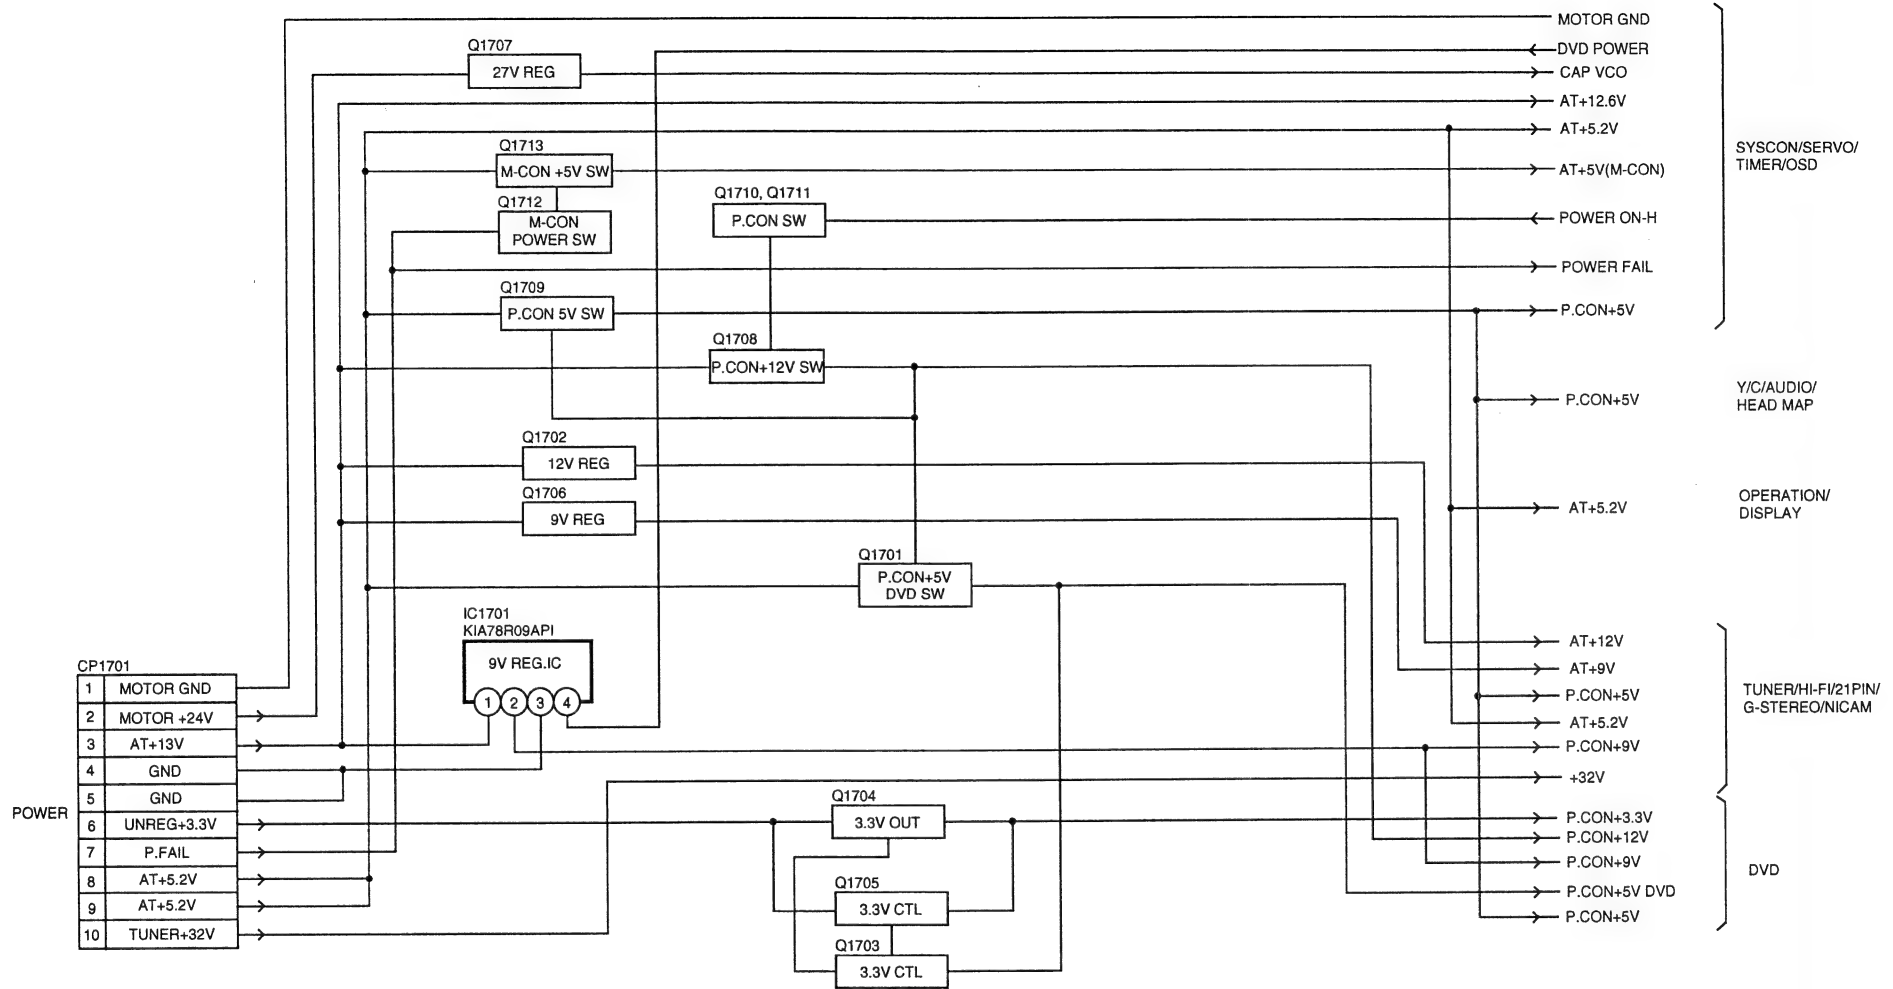 MOTOR GND
DVD POWER
Q1707
27V REG
CAP VCO
AT+12.6V
AT+5.2V
Q1713
M-CON +5V SW
AT+5V(M-CON)
SYSCON/SERVO/
TIMER/OSD
Q1710, Q1711
P.CON SW
POWER ON-H
Q1712
M-CON
POWER SW
POWER FAIL
Q1709
P.CON 5V SW
P.CON+5V
Q1708
P.CON+12V SW
P.CON+5V
Y/C/AUDIO/
HEAD MAP
Q1702
12V REG
Q1706
9V REG
AT+5.2V
OPERATION/
DISPLAY
Q1701
P.CON+5V
DVD SW
IC1701
KIA78R09API
9V REG.IC
1 2 3 4
AT+12V
AT+9V
P.CON+5V
AT+5.2V
P.CON+9V
+32V
TUNER/HI-FI/21PIN/
G-STEREO/NICAM
CP1701
1 MOTOR GND
2 MOTOR +24V
3 AT+13V
4 GND
5 GND
6 UNREG+3.3V
7 P.FAIL
8 AT+5.2V
9 AT+5.2V
10 TUNER+32V
POWER
Q1704
3.3V OUT
Q1705
3.3V CTL
Q1703
3.3V CTL
P.CON+3.3V
P.CON+12V
P.CON+9V
P.CON+5V DVD
P.CON+5V
DVD